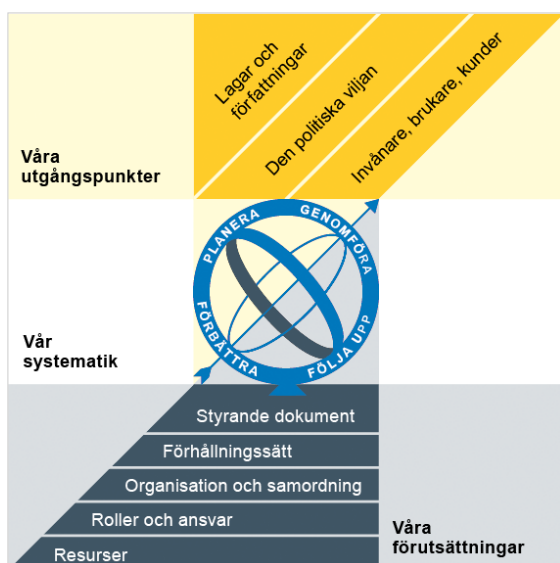 Lagar och
författningar
Den politiska viljan
Invånare, brukare, kunder
Våra
utgångspunkter
PLANERA
GENOMFÖRA
FÖLJA UPP
FÖRBÄTTRA
Vår
systematik
Styrande dokument
Förhållningssätt
Organisation och samordning
Roller och ansvar
Resurser
Våra
förutsättningar